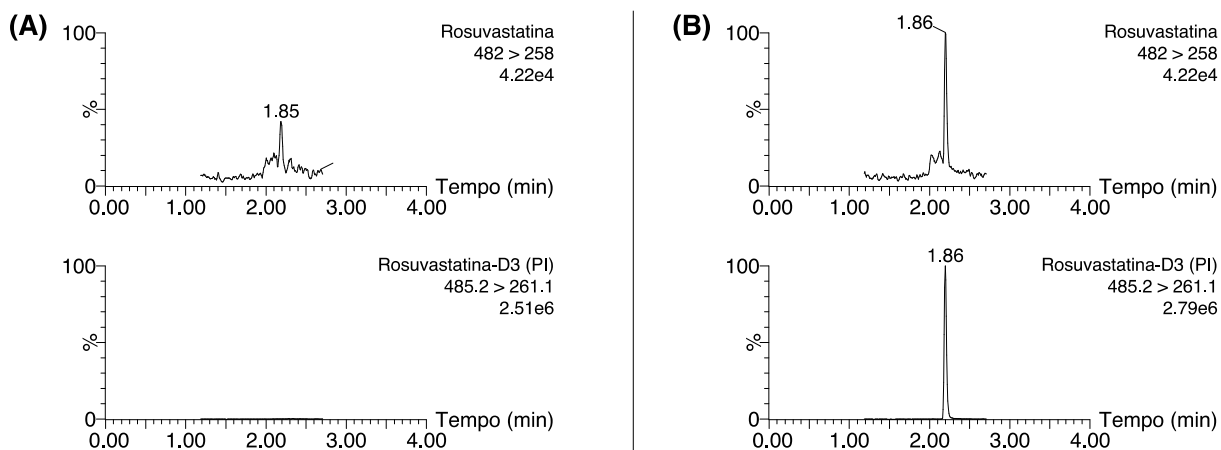 (A)
100
%
0
Rosuvastatina
482 > 258
4.22e4
1.85
Tempo (min)
0.00 1.00 2.00 3.00 4.00
100
%
0
Rosuvastatina-D3 (PI)
485.2 > 261.1
2.51e6
Tempo (min)
0.00 1.00 2.00 3.00 4.00
(B)
100
%
0
1.86
Rosuvastatina
482 > 258
4.22e4
Tempo (min)
0.00 1.00 2.00 3.00 4.00
100
%
0
1.86
Rosuvastatina-D3 (PI)
485.2 > 261.1
2.79e6
Tempo (min)
0.00 1.00 2.00 3.00 4.00